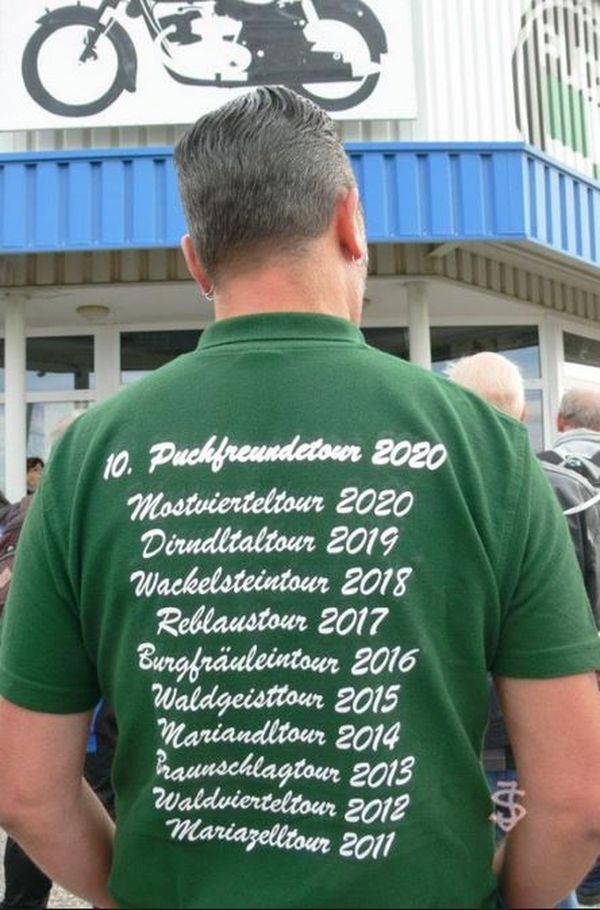 10. Puchfreundetour 2020
Mostvierteltour 2020
Dirndltaltour 2019
Wackelsteintour 2018
Reblaustour 2017
Burgfräuleintour 2016
Waldgeisttour 2015
Mariandltour 2014
Braunschlagtour 2013
Waldvierteltour 2012
Mariazelltour 2011